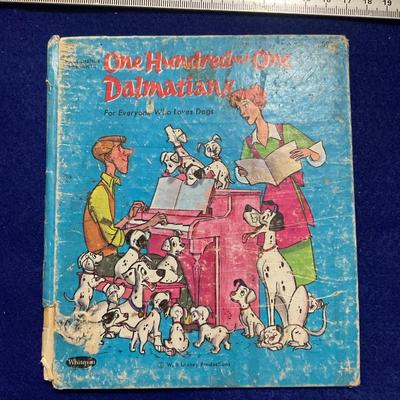 One Hundred and One
Dalmatians
For Everyone Who Loves Dogs
Whitman
© Walt Disney Productions